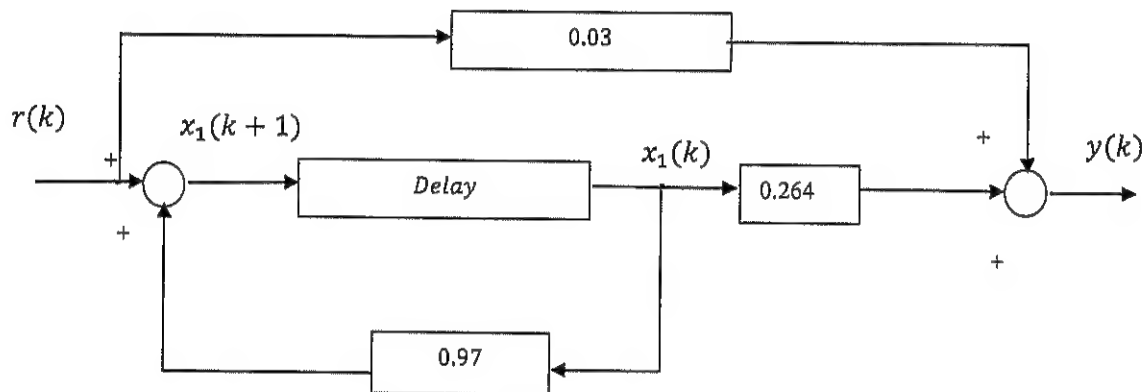 0.03
r(k)
x₁(k + 1)
x₁(k)
y(k)
+
+
Delay
0.264
+
+
0.97